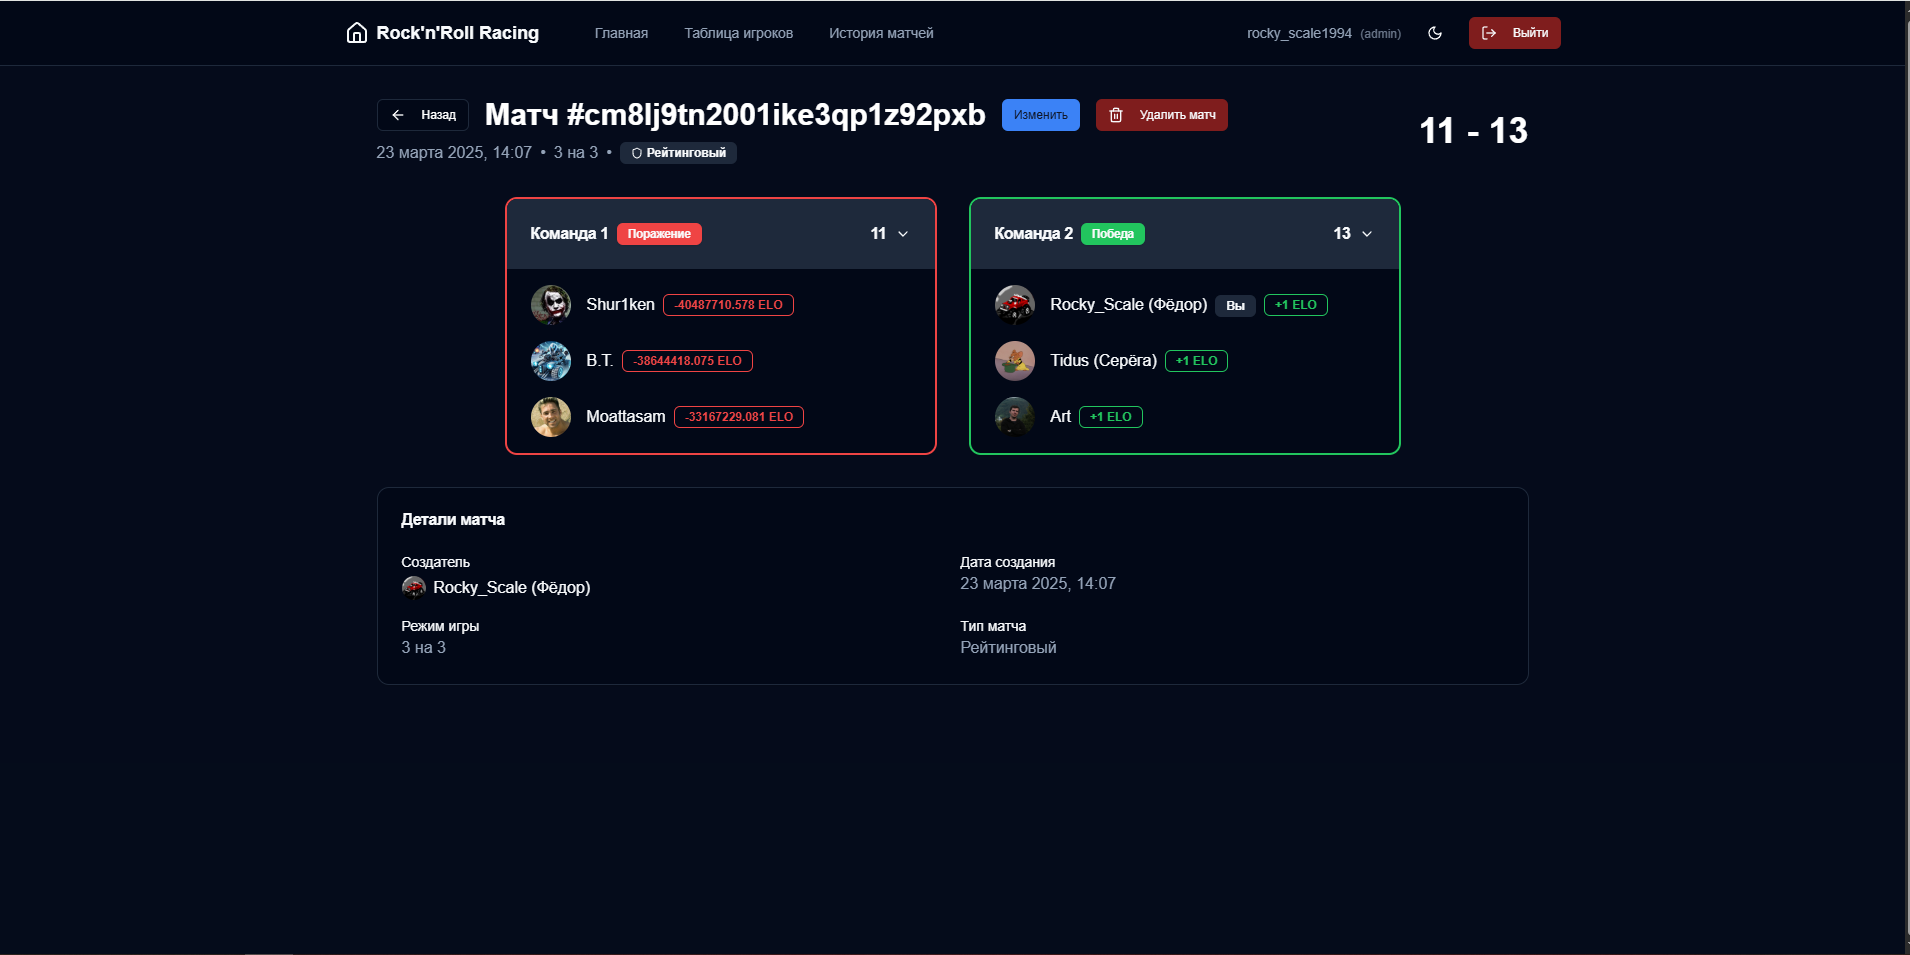 Rock'n'Roll Racing Главная Таблица игроков История матчей rocky_scale1994 (admin) Выйти
Назад Матч #cm8lj9tn2001ike3qp1z92pxb Изменить Удалить матч
11 - 13
23 марта 2025, 14:07 • 3 на 3 • Рейтинговый
Команда 1 Поражение 11
Shur1ken -40487710.578 ELO
B.T. -38644418.075 ELO
Moattasam -33167229.081 ELO
Команда 2 Победа 13
Rocky_Scale (Фёдор) Вы +1 ELO
Tidus (Серёга) +1 ELO
Art +1 ELO
Детали матча
Создатель
Rocky_Scale (Фёдор)
Дата создания
23 марта 2025, 14:07
Режим игры
3 на 3
Тип матча
Рейтинговый